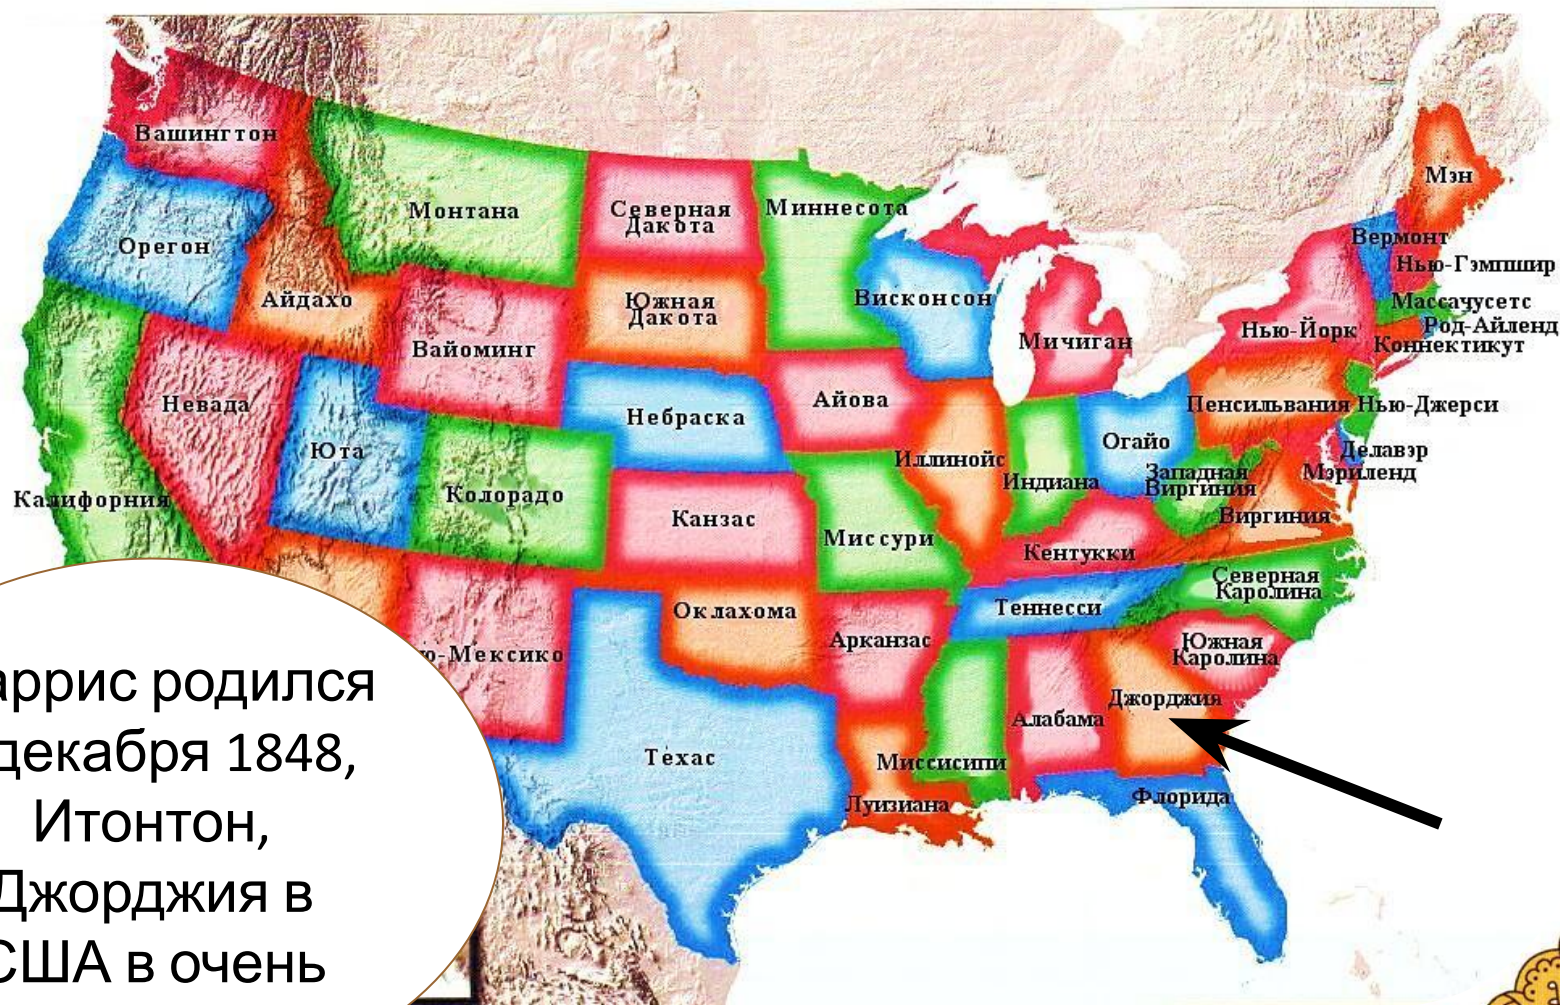 Вашингтон
Орегон
Монтана
Айдахо
Северная
Дакота
Миннесота
Южная
Дакота
Вайоминг
Висконсон
Мичиган
Мэн
Вермонт
Нью-Гэмпшир
Массачусетс
Род-Айленд
Коннектикут
Нью-Йорк
Пенсильвания
Нью-Джерси
Делавэр
Мэриленд
Невада
Юта
Калифорния
Колорадо
Небраска
Айова
Иллинойс
Индиана
Огайо
Западная
Виргиния
Виргиния
Канзас
Миссури
Кентукки
Северная
Каролина
Теннесси
Оклахома
Арканзас
Южная
Каролина
о-Мексико
Техас
Миссисипи
Алабама
Джорджия
Луизиана
Флорида
аррис родился
декабря 1848,
Итонтон,
Джорджия в
США в очень